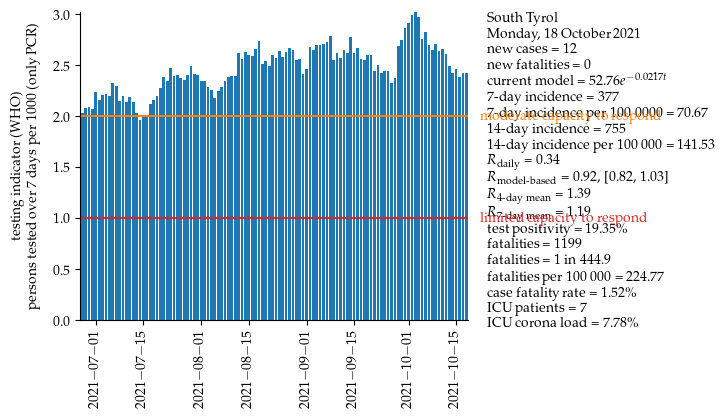 testing indicator (WHO)
persons tested over 7 days per 1000 (only PCR)
3.0
2.5
2.0
1.5
1.0
0.5
0.0
2021−07−01
2021−07−15
2021−08−01
2021−08−15
2021−09−01
2021−09−15
2021−10−01
2021−10−15
South Tyrol
Monday, 18 October 2021
new cases = 12
new fatalities = 0
current model = 52.76e^{−0.0217t}
7-day incidence = 377
7-day incidence per 100 0000 = 70.67
moderate capacity to respond
14-day incidence = 755
14-day incidence per 100 000 = 141.53
R_daily = 0.34
R_model-based = 0.92, [0.82, 1.03]
R_4-day mean = 1.39
R_7-day mean = 1.19
limited capacity to respond
test positivity = 19.35%
fatalities = 1199
fatalities = 1 in 444.9
fatalities per 100 000 = 224.77
case fatality rate = 1.52%
ICU patients = 7
ICU corona load = 7.78%